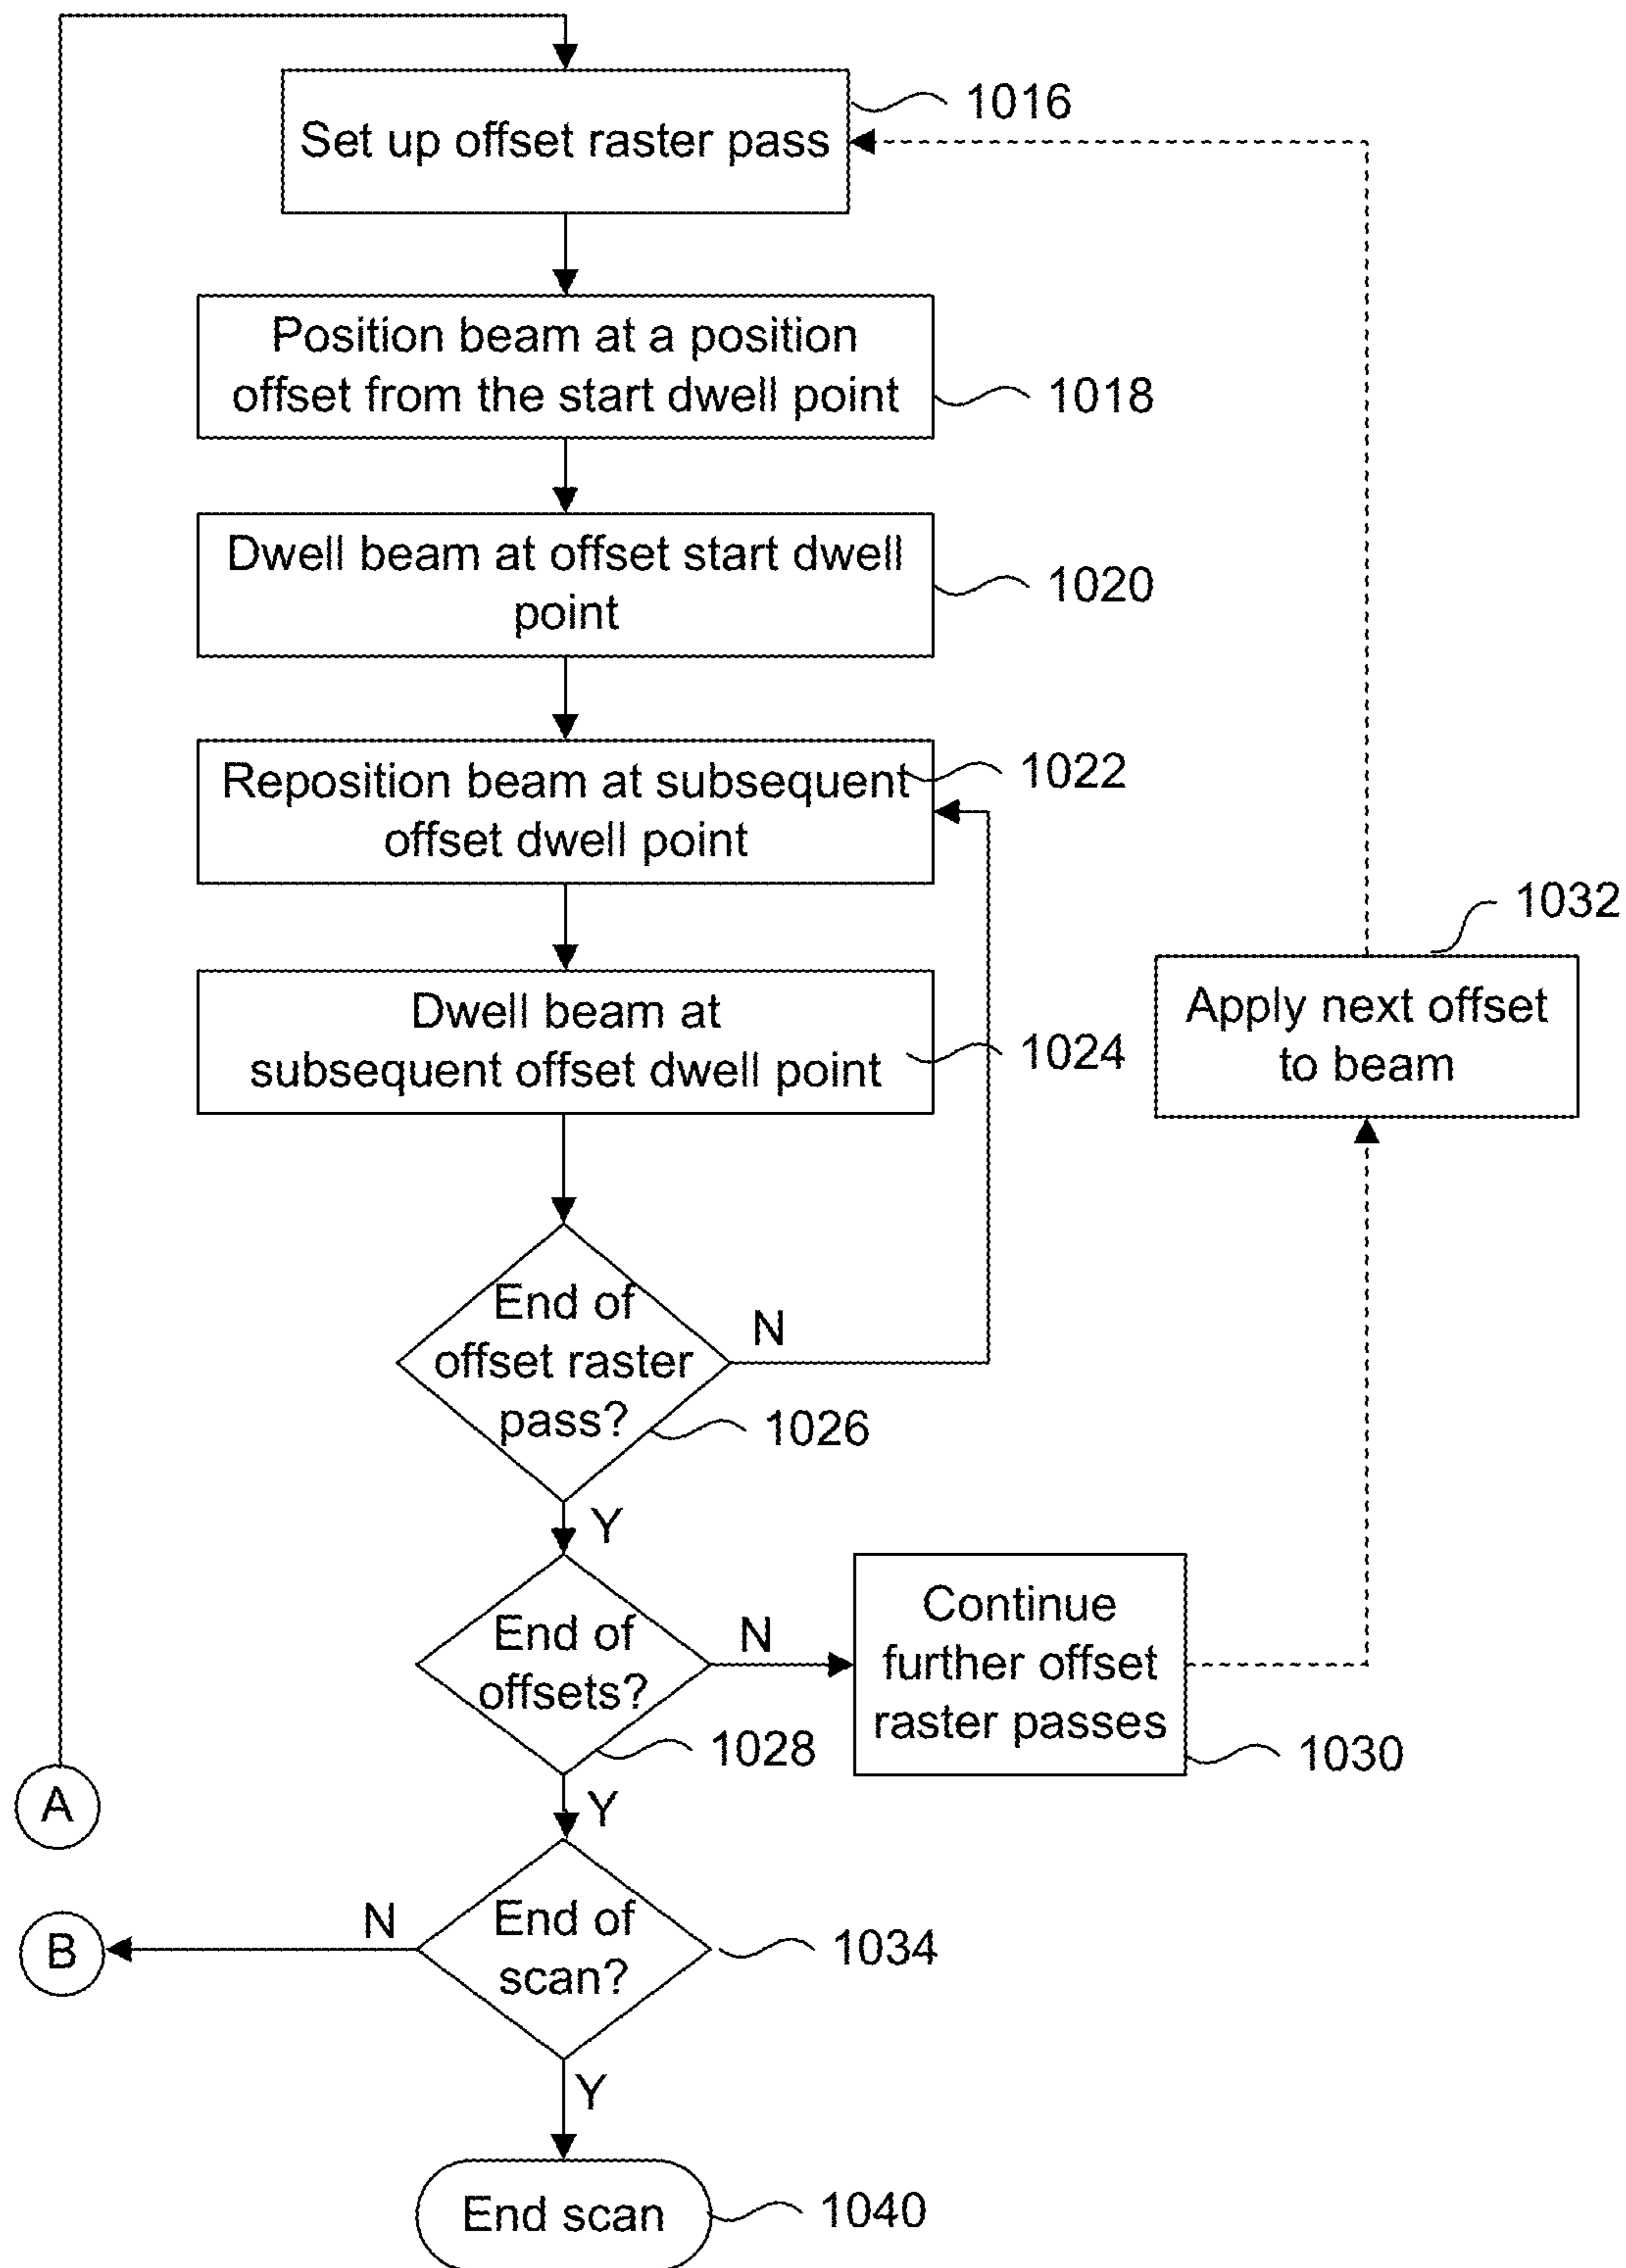 Set up offset raster pass
1016
Position beam at a position
offset from the start dwell point
1018
Dwell beam at offset start dwell
point
1020
Reposition beam at subsequent
offset dwell point
1022
Dwell beam at
subsequent offset dwell point
1024
1032
Apply next offset
to beam
End of
offset raster
pass?
N
1026
Y
End of
offsets?
N
1028
Continue
further offset
raster passes
1030
Y
A
End of
scan?
N
B
1034
Y
End scan
1040